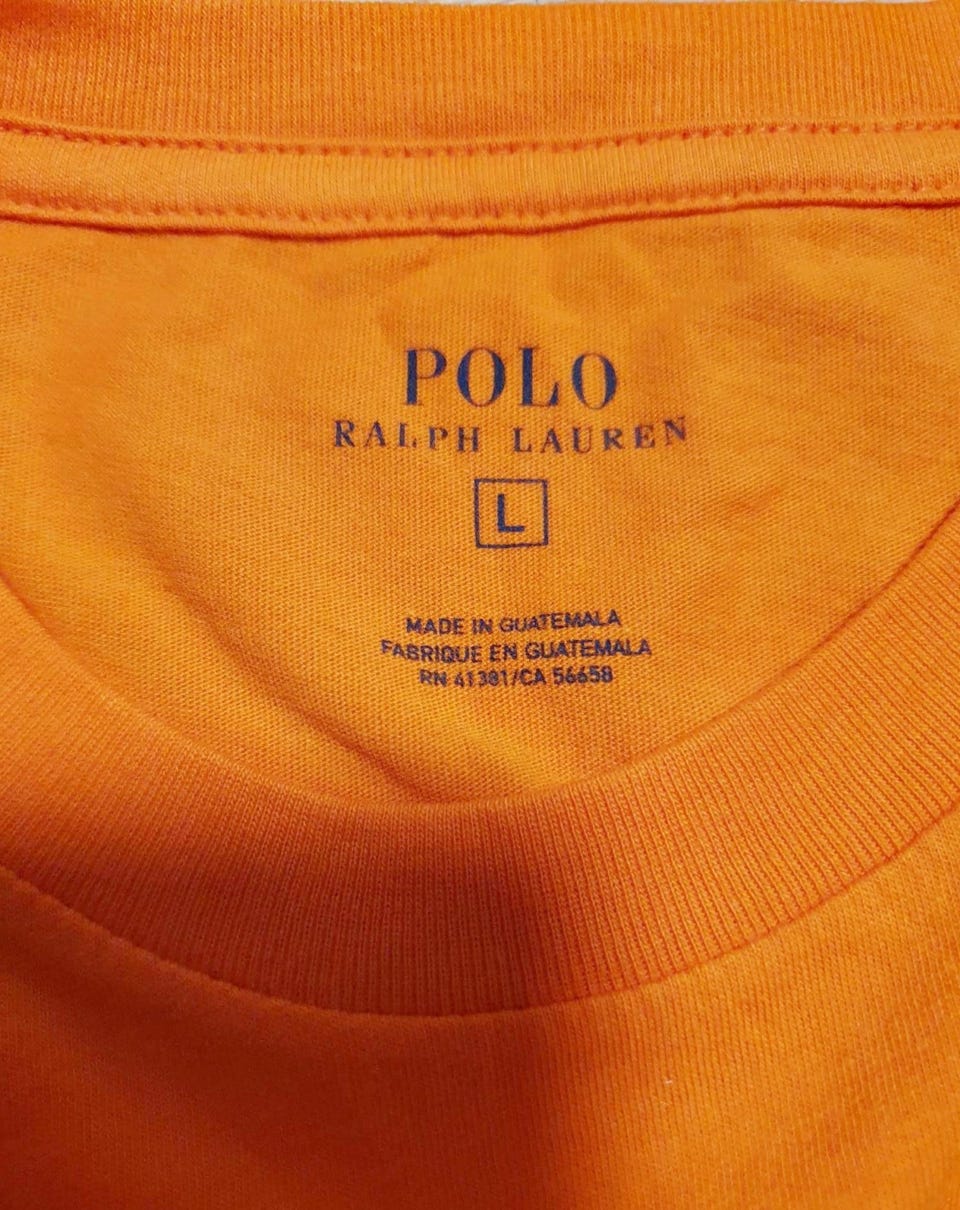 POLO
RALPH LAUREN
L
MADE IN GUATEMALA
FABRIQUE EN GUATEMALA
RN 41381/CA 56658